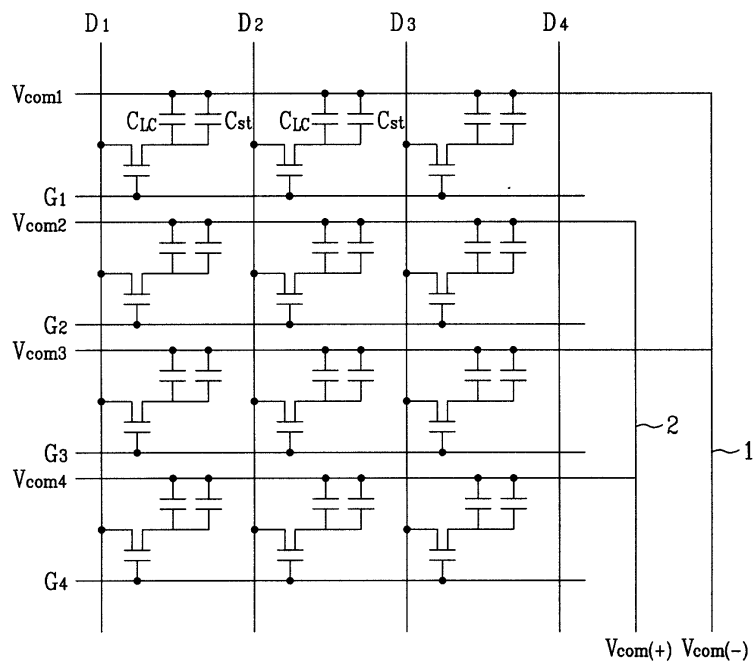 D1 D2 D3 D4
Vcom1
CLC Cst CLC Cst
G1
Vcom2
G2
Vcom3
2 1
G3
Vcom4
G4
Vcom(+) Vcom(-)